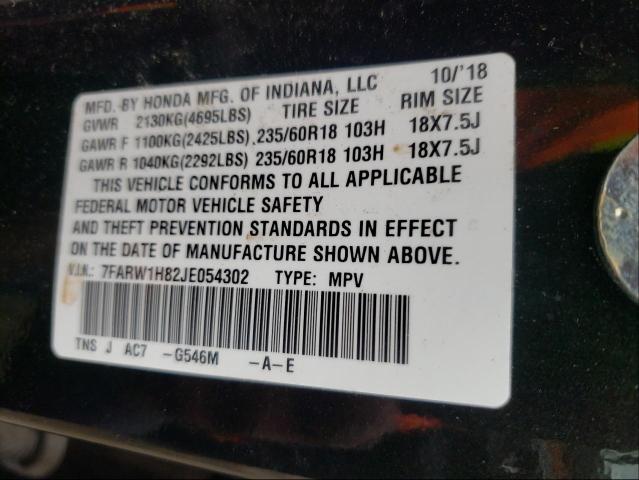 MFD. BY HONDA MFG. OF INDIANA, LLC 10/'18
GVWR 2130KG(4695LBS) TIRE SIZE RIM SIZE
GAWR F 1100KG(2425LBS) 235/60R18 103H 18X7.5J
GAWR R 1040KG(2292LBS) 235/60R18 103H 18X7.5J
THIS VEHICLE CONFORMS TO ALL APPLICABLE
FEDERAL MOTOR VEHICLE SAFETY
AND THEFT PREVENTION STANDARDS IN EFFECT
ON THE DATE OF MANUFACTURE SHOWN ABOVE.
V.I.N.: 7FARW1H82JE054302 TYPE: MPV
TNS J AC7 -G546M -A-E